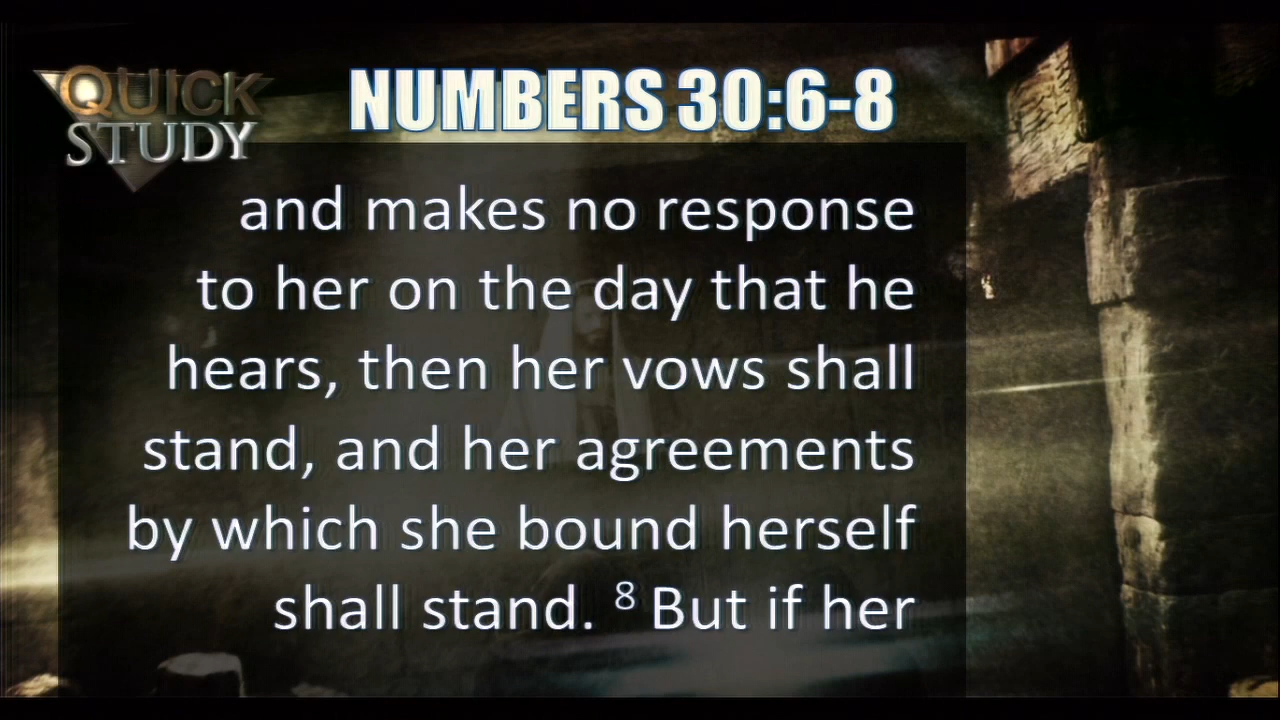 QUICK
STUDY
NUMBERS 30:6-8
and makes no response
to her on the day that he
hears, then her vows shall
stand, and her agreements
by which she bound herself
shall stand. 8 But if her